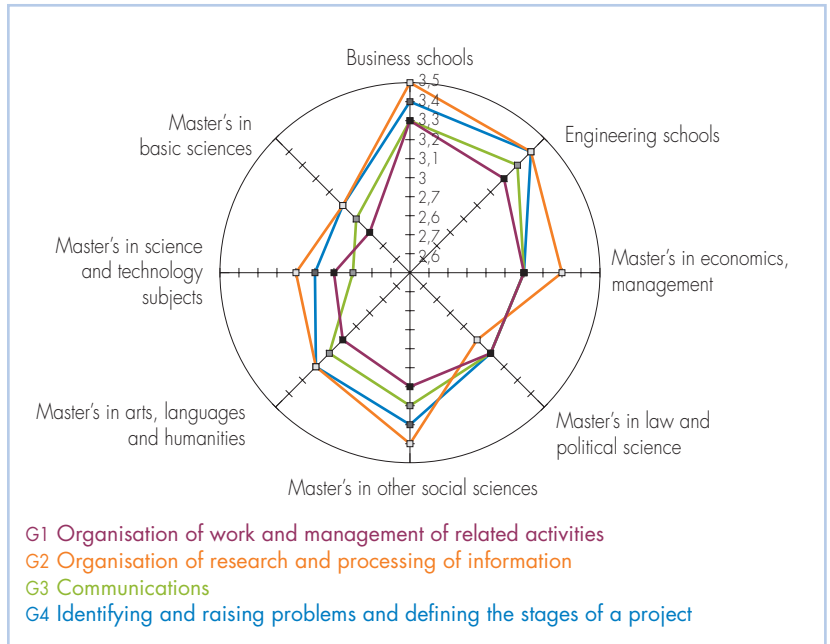 Business schools
3,5
3,4
3,3
3,2
3,1
3
2,7
2,6
2,7
2,6
Engineering schools
Master's in economics,
management
Master's in law and
political science
Master's in other social sciences
Master's in arts, languages
and humanities
Master's in science
and technology
subjects
Master's in
basic sciences
G1 Organisation of work and management of related activities
G2 Organisation of research and processing of information
G3 Communications
G4 Identifying and raising problems and defining the stages of a project